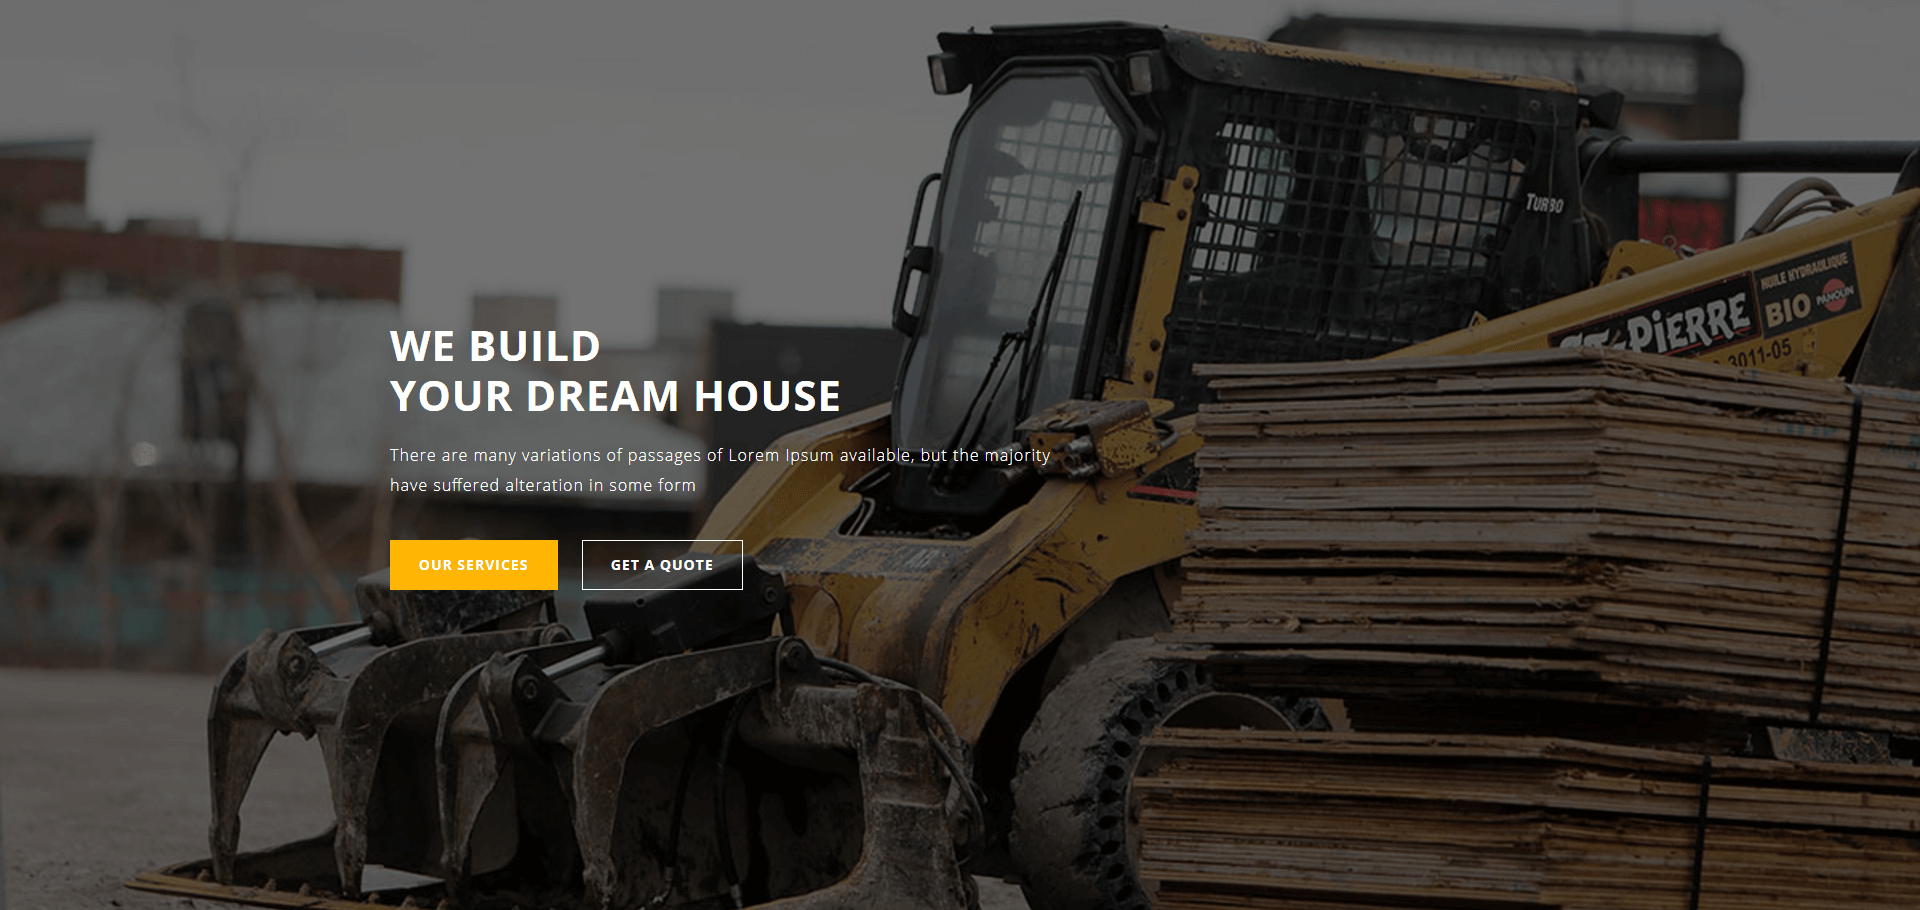 WE BUILD
YOUR DREAM HOUSE
There are many variations of passages of Lorem Ipsum available, but the majority
have suffered alteration in some form
OUR SERVICES
GET A QUOTE
TURBO
HUILE HYDRAULIQUE
BIO PANOLIN
ST-PIERRE
3011-05